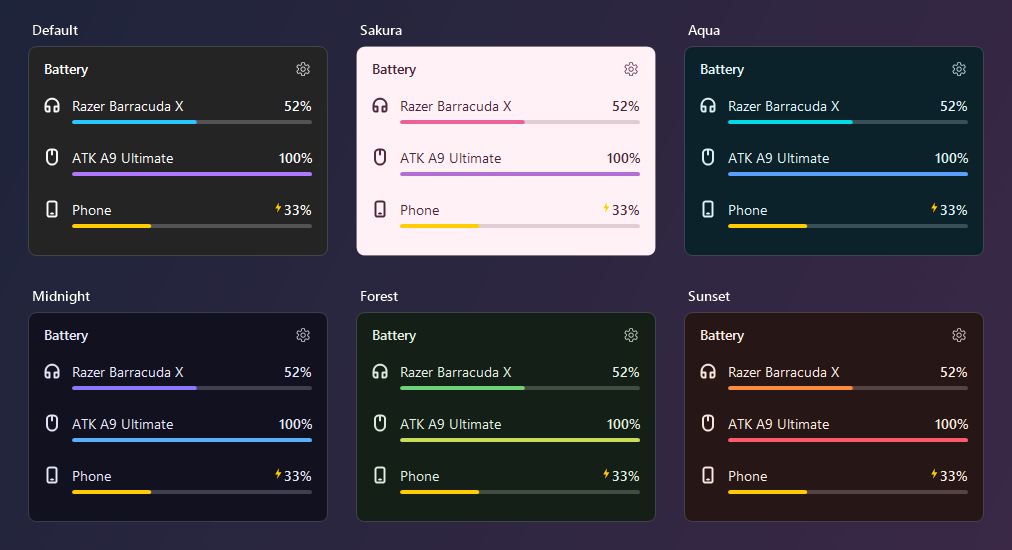 Default
Battery
Razer Barracuda X 52%
ATK A9 Ultimate 100%
Phone 33%
Sakura
Battery
Razer Barracuda X 52%
ATK A9 Ultimate 100%
Phone 33%
Aqua
Battery
Razer Barracuda X 52%
ATK A9 Ultimate 100%
Phone 33%
Midnight
Battery
Razer Barracuda X 52%
ATK A9 Ultimate 100%
Phone 33%
Forest
Battery
Razer Barracuda X 52%
ATK A9 Ultimate 100%
Phone 33%
Sunset
Battery
Razer Barracuda X 52%
ATK A9 Ultimate 100%
Phone 33%